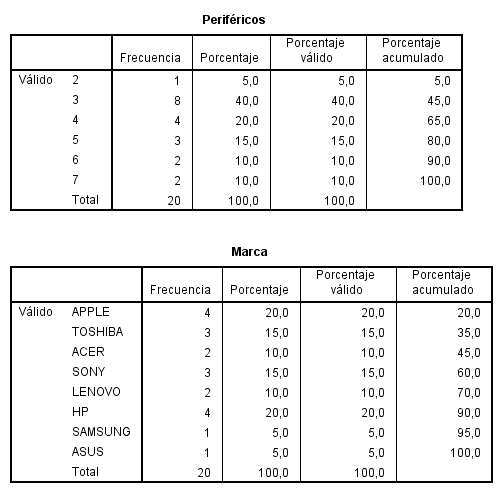 Periféricos
Frecuencia Porcentaje Porcentaje válido Porcentaje acumulado
Válido 2 1 5,0 5,0 5,0
3 8 40,0 40,0 45,0
4 4 20,0 20,0 65,0
5 3 15,0 15,0 80,0
6 2 10,0 10,0 90,0
7 2 10,0 10,0 100,0
Total 20 100,0 100,0
Marca
Frecuencia Porcentaje Porcentaje válido Porcentaje acumulado
Válido APPLE 4 20,0 20,0 20,0
TOSHIBA 3 15,0 15,0 35,0
ACER 2 10,0 10,0 45,0
SONY 3 15,0 15,0 60,0
LENOVO 2 10,0 10,0 70,0
HP 4 20,0 20,0 90,0
SAMSUNG 1 5,0 5,0 95,0
ASUS 1 5,0 5,0 100,0
Total 20 100,0 100,0